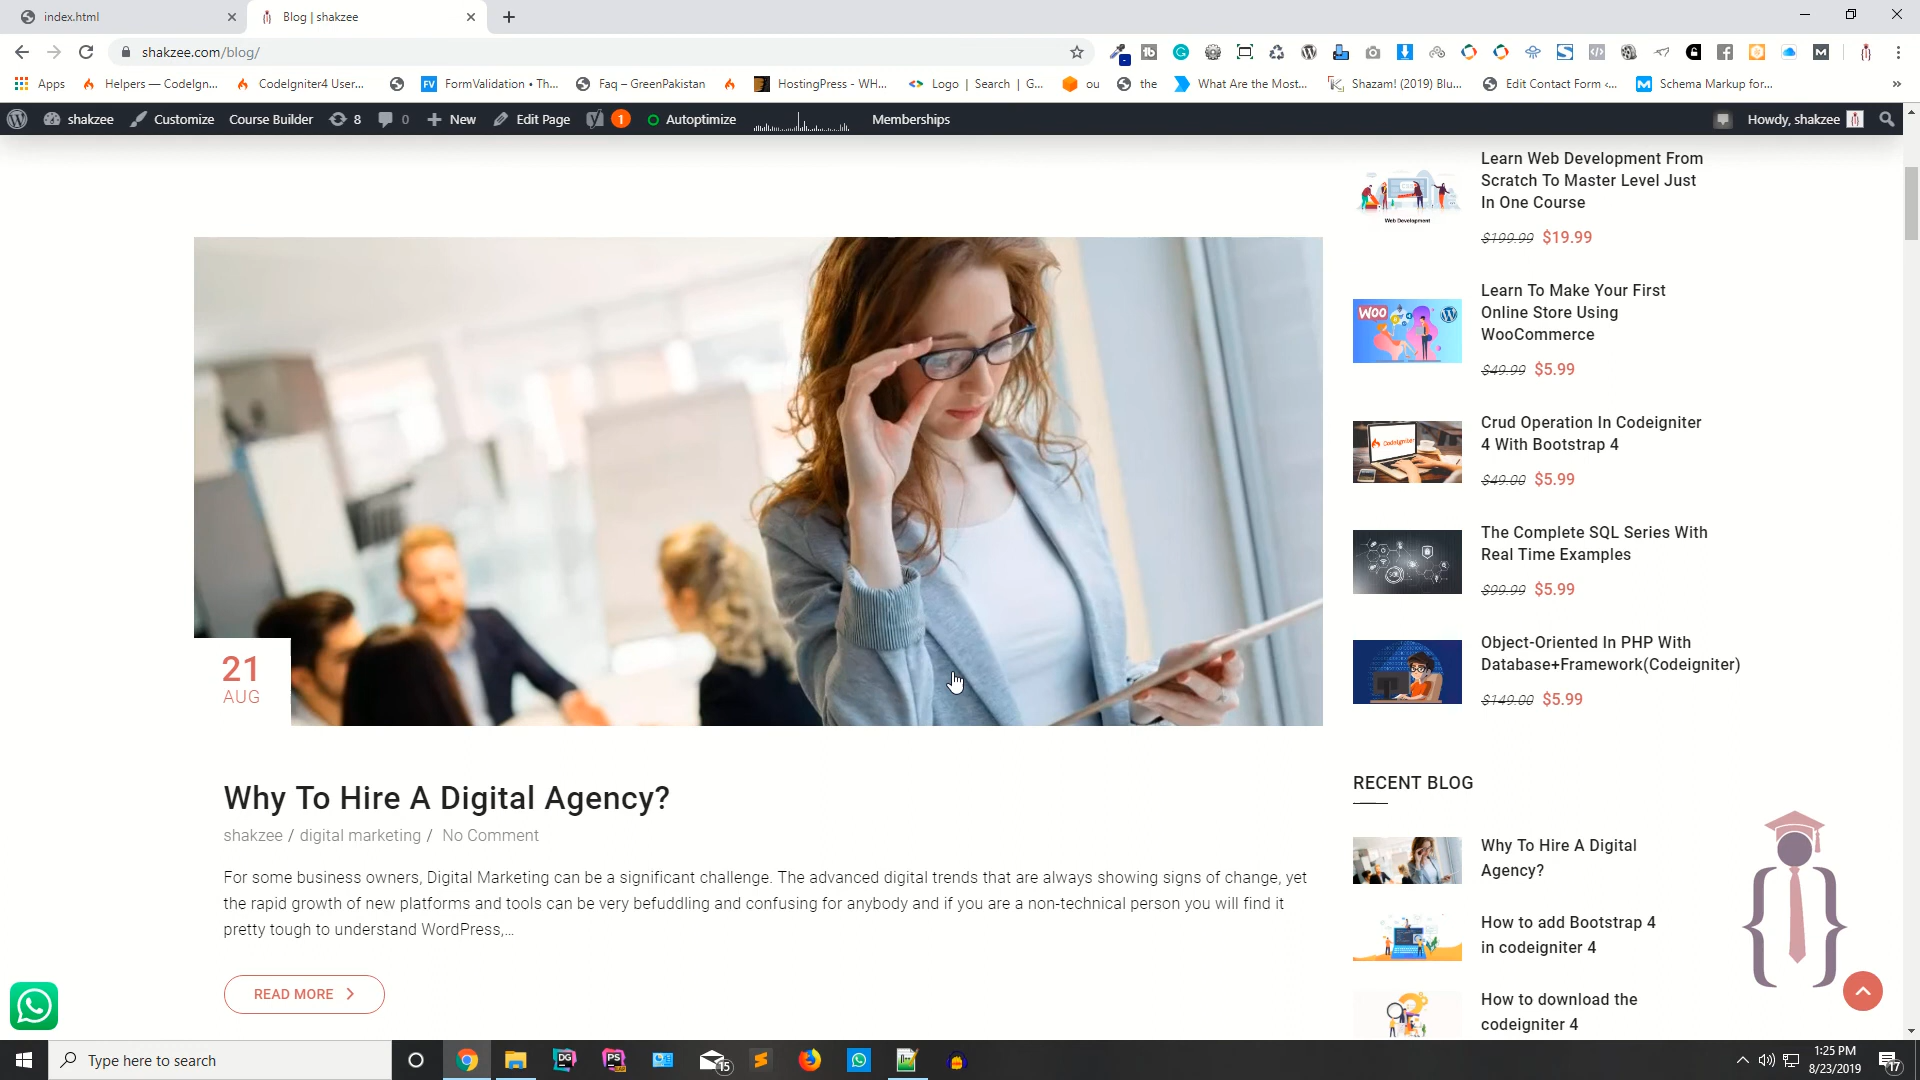 index.html
Blog | shakzee
shakzee.com/blog/
Apps
Helpers — CodeIgn...
CodeIgniter4 User...
FormValidation • Th...
Faq – GreenPakistan
HostingPress - WH...
Logo | Search | G...
ou
the
What Are the Most...
Shazam! (2019) Blu...
Edit Contact Form ‹...
Schema Markup for...
»
shakzee
Customize
Course Builder
8
0
New
Edit Page
1
Autoptimize
Memberships
Howdy, shakzee
Learn Web Development From
Scratch To Master Level Just
In One Course
$199.99 $19.99
Web Development
Learn To Make Your First
Online Store Using
WooCommerce
$49.99 $5.99
WOO
Crud Operation In Codeigniter
4 With Bootstrap 4
$49.00 $5.99
The Complete SQL Series With
Real Time Examples
$99.99 $5.99
Object-Oriented In PHP With
Database+Framework(Codeigniter)
$149.00 $5.99
21
AUG
Why To Hire A Digital Agency?
shakzee / digital marketing / No Comment
For some business owners, Digital Marketing can be a significant challenge. The advanced digital trends that are always showing signs of change, yet
the rapid growth of new platforms and tools can be very befuddling and confusing for anybody and if you are a non-technical person you will find it
pretty tough to understand WordPress,...
READ MORE
RECENT BLOG
Why To Hire A Digital
Agency?
How to add Bootstrap 4
in codeigniter 4
How to download the
codeigniter 4
Type here to search
DG
PS
15
1:25 PM
8/23/2019
17